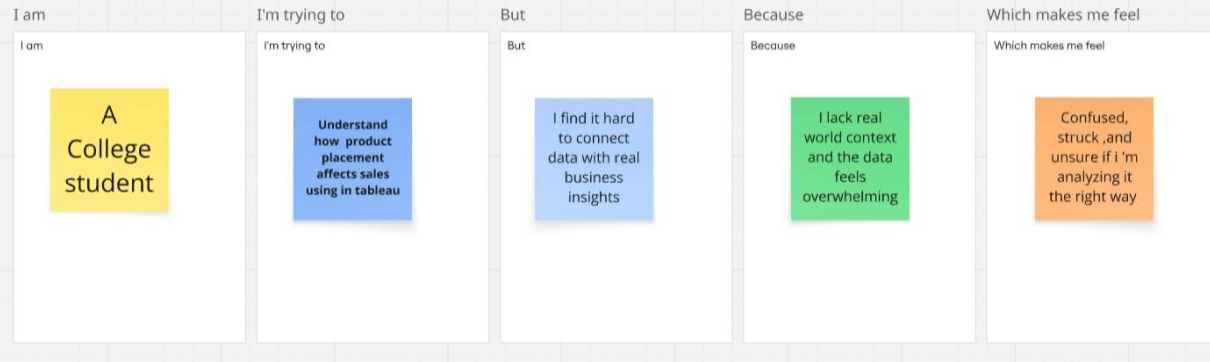 I am
I'm trying to
But
Because
Which makes me feel
I am
I'm trying to
But
Because
Which makes me feel
A
College
student
Understand
how product
placement
affects sales
using in tableau
I find it hard
to connect
data with real
business
insights
I lack real
world context
and the data
feels
overwhelming
Confused,
struck ,and
unsure if i 'm
analyzing it
the right way